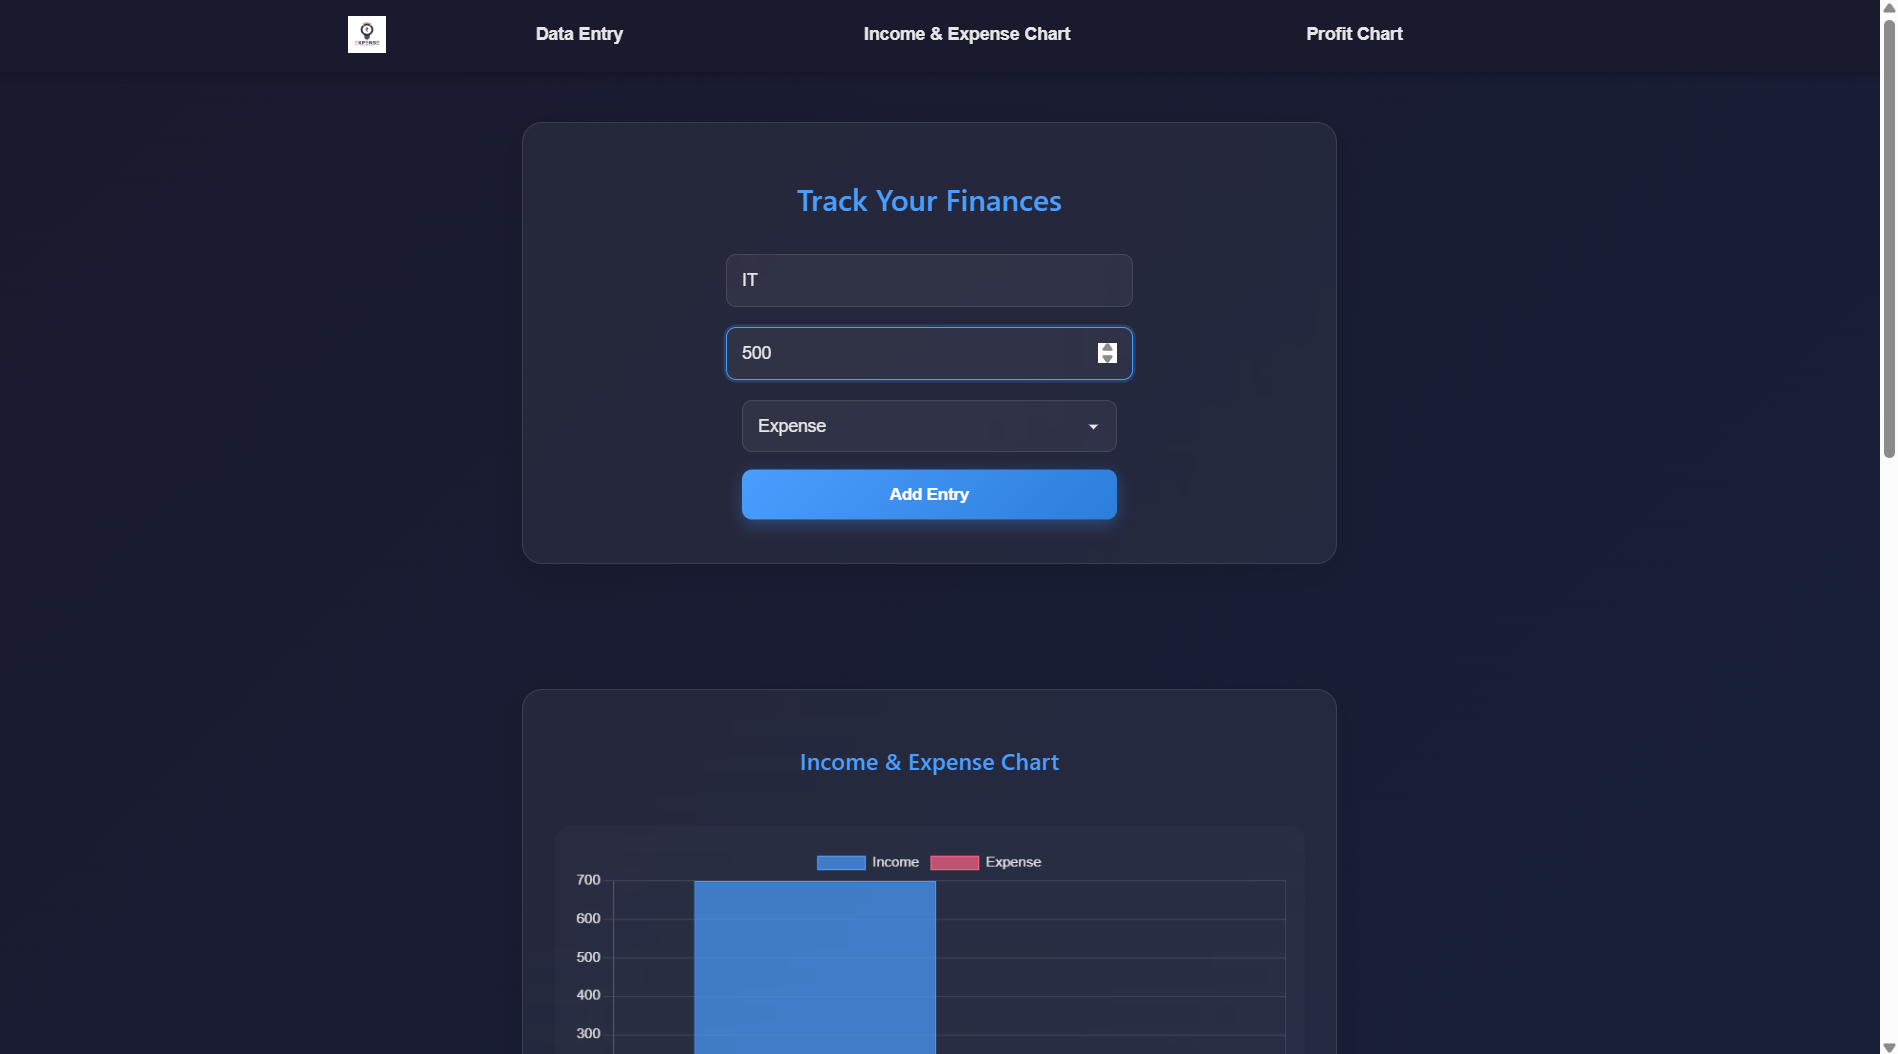 EXPENSE
Data Entry
Income & Expense Chart
Profit Chart
Track Your Finances
IT
500
Expense
Add Entry
Income & Expense Chart
Income
Expense
700
600
500
400
300